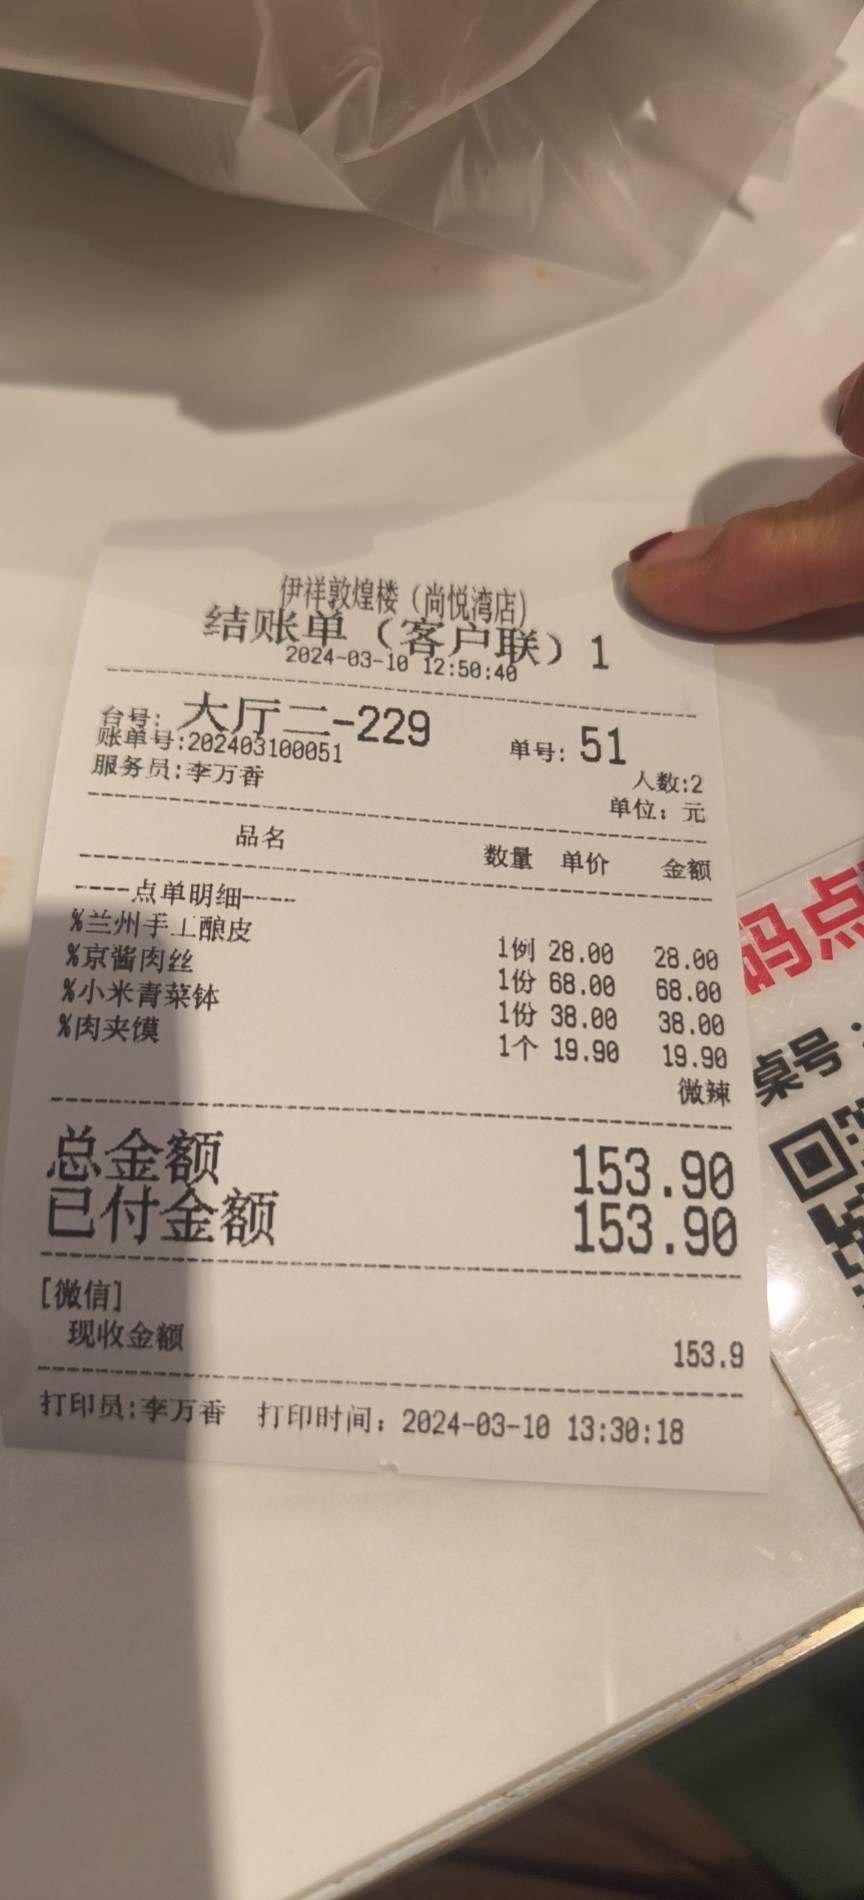 伊祥敦煌楼（尚悦湾店）
结账单（客户联）1
2024-03-10 12:50:40
台号：大厅二-229 单号：51
账单号:202403100051
服务员:李万香 人数:2
单位：元
品名 数量 单价 金额
----点单明细----
%兰州手工酿皮 1例 28.00 28.00
%京酱肉丝 1份 68.00 68.00
%小米青菜钵 1份 38.00 38.00
%肉夹馍 1个 19.90 19.90
微辣
总金额 153.90
已付金额 153.90
[微信]
现收金额 153.9
打印员:李万香 打印时间：2024-03-10 13:30:18
码点
桌号：